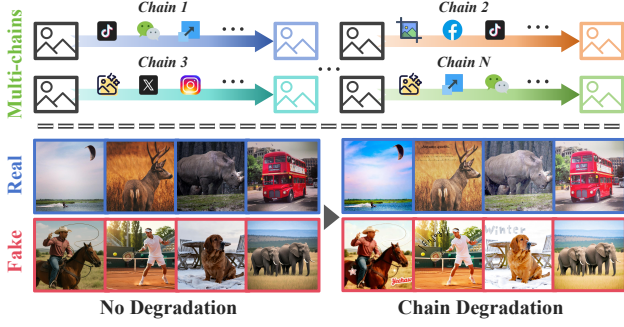 Multi-chains
Chain 1
Chain 2
Chain 3
Chain N
Real
Fake
Winter
No Degradation
Chain Degradation